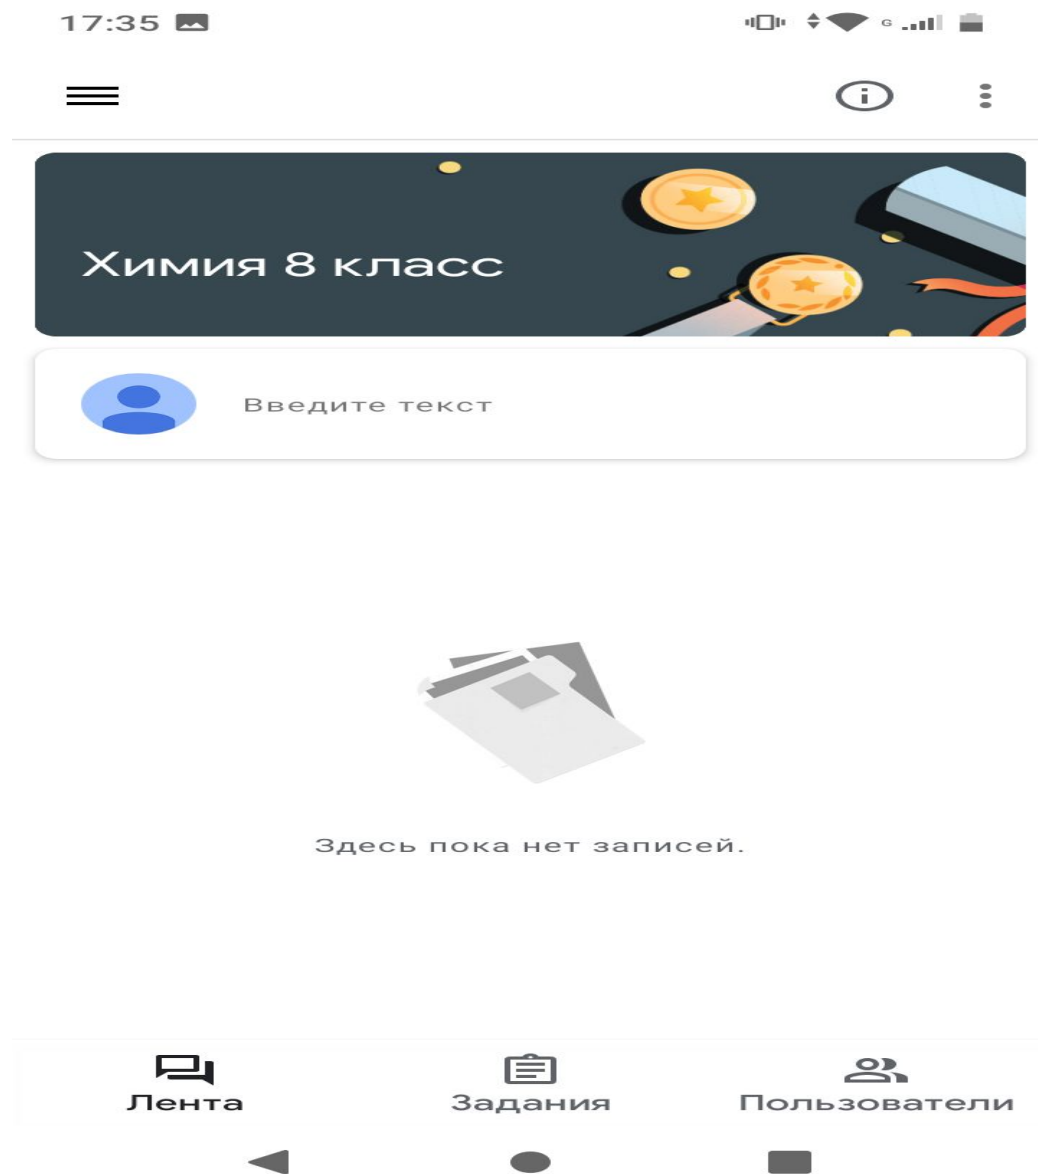 17:35
G
Химия 8 класс
Введите текст
Здесь пока нет записей.
Лента
Задания
Пользователи